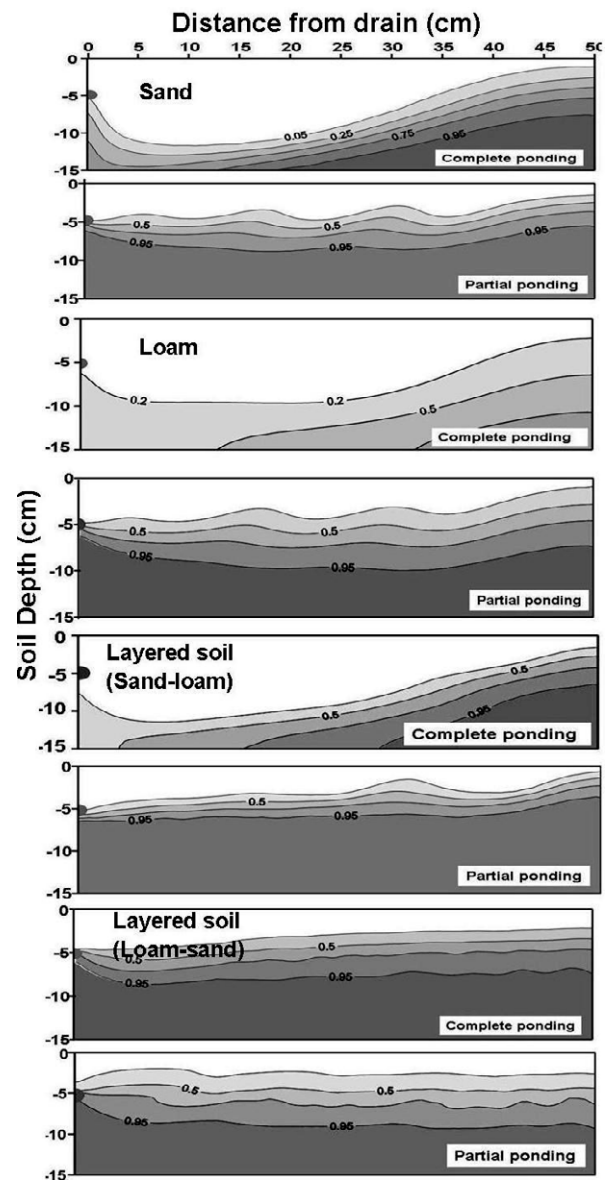 Distance from drain (cm)
0 5 10 15 20 25 30 35 40 45 50
0
-5
-10
-15
Sand
0.05 0.25 0.75 0.95
Complete ponding
0
-5
-10
-15
0.5 0.5
0.95 0.95 0.95
Partial ponding
0
-5
-10
-15
Loam
0.2 0.2
0.5
Complete ponding
Soil Depth (cm)
0
-5
-10
-15
0.5 0.5
0.95 0.95
Partial ponding
0
-5
-10
-15
Layered soil
(Sand-loam)
0.5 0.5
0.95
Complete ponding
0
-5
-10
-15
0.5
0.95 0.95
Partial ponding
0
-5
-10
-15
Layered soil
(Loam-sand)
0.5 0.5
0.95 0.95
Complete ponding
0
-5
-10
-15
0.5 0.5
0.95 0.95
Partial ponding